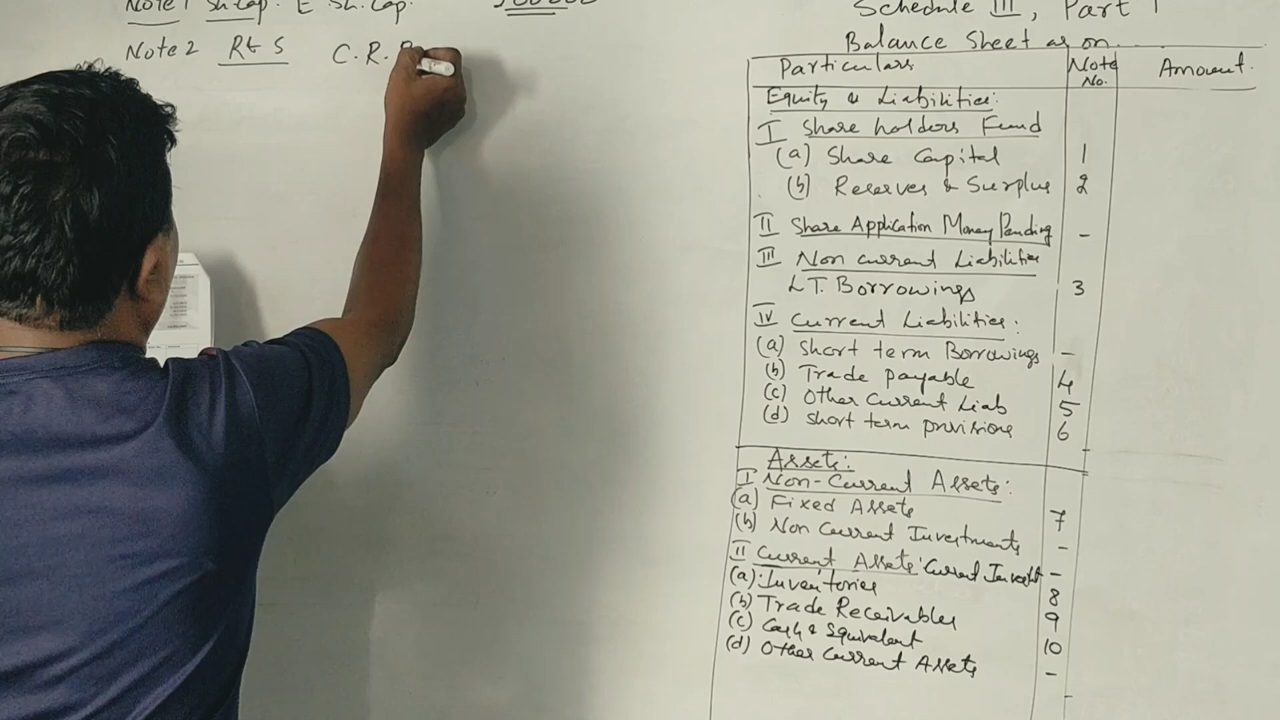 Note 1 Sh. Cap. E. Sh. Cap.
Note 2 R & S C. R.
Schedule III, Part I
Balance Sheet as on........
Particulars Note No. Amount.
Equity & Liabilities:
I Share holders Fund
(a) Share Capital 1
(b) Reserves & Surplus 2
II Share Application Money Pending -
III Non current Liabilities
L.T. Borrowings 3
IV Current Liabilities:
(a) Short term Borrowings -
(b) Trade payable 4
(c) Other Current Liab 5
(d) Short term provisions 6
Assets:
I Non-Current Assets:
(a) Fixed Assets 7
(b) Non Current Investments -
II Current Assets: Current Invest -
(a) Inventories 8
(b) Trade Receivables 9
(c) Cash & Equivalent 10
(d) Other Current Assets -